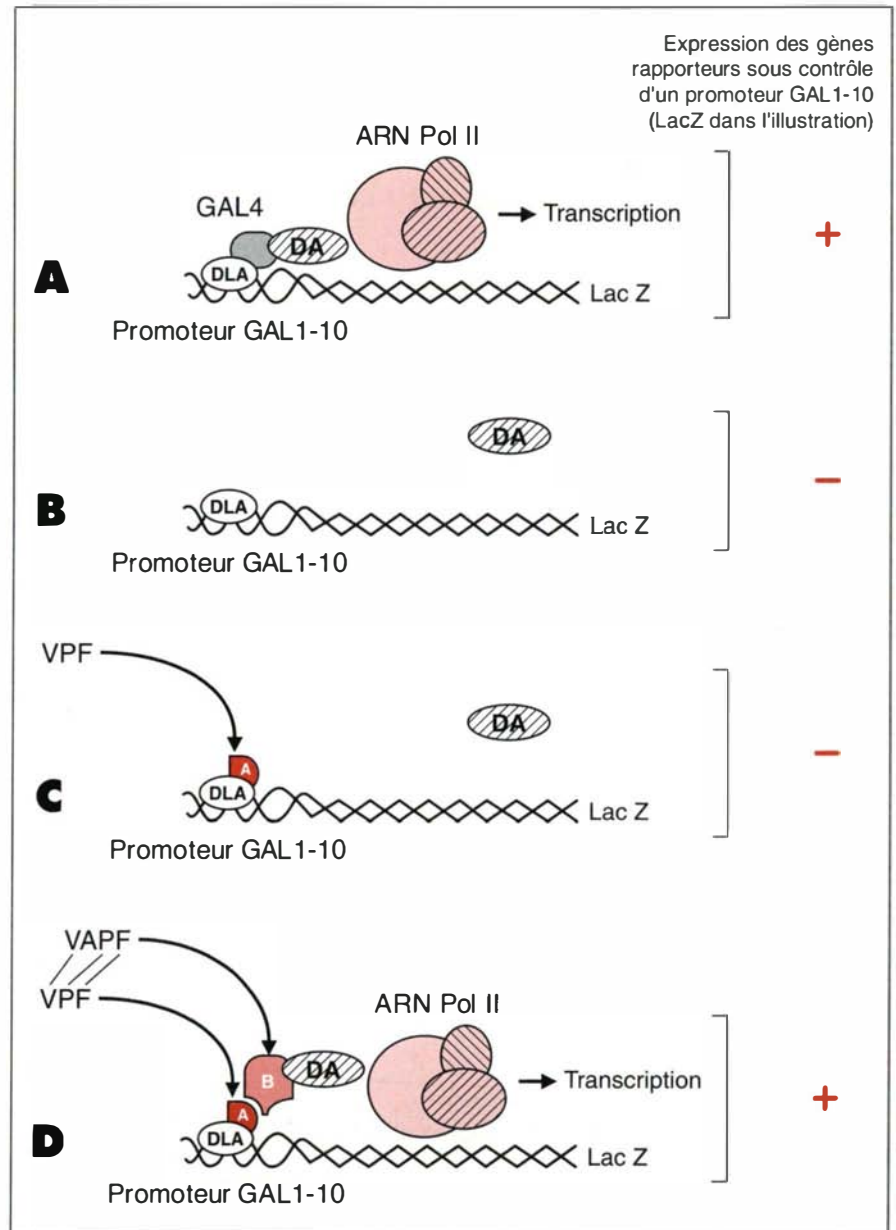 Expression des gènes
rapporteurs sous contrôle
d'un promoteur GAL1-10
(LacZ dans l'illustration)
ARN Pol II
GAL4
DA
Transcription
+
A
DLA
Lac Z
Promoteur GAL1-10
DA
−
B
DLA
Lac Z
Promoteur GAL1-10
VPF
DA
−
A
C
DLA
Lac Z
Promoteur GAL1-10
VAPF
VPF
ARN Pol II
B
DA
Transcription
+
A
D
DLA
Lac Z
Promoteur GAL1-10